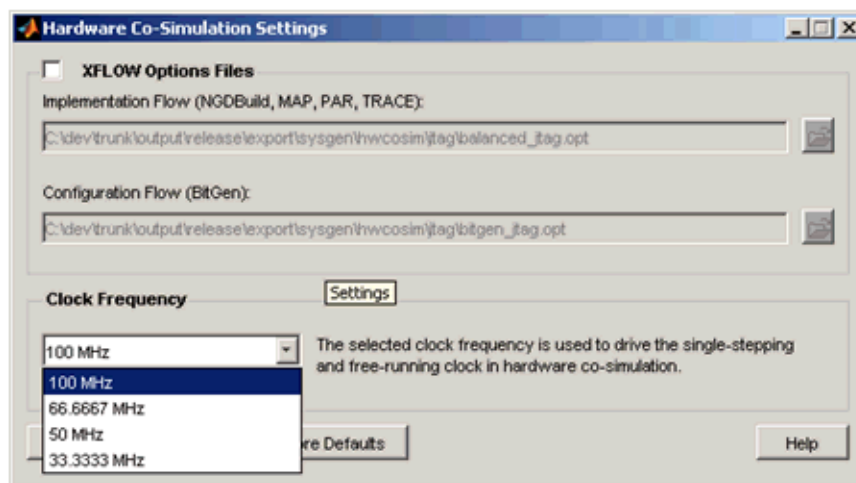 Hardware Co-Simulation Settings
XFLOW Options Files
Implementation Flow (NGDBuild, MAP, PAR, TRACE):
C:\dev\trunk\output\release\export\sysgen\hwcosim\jtag\balanced_jtag.opt
Configuration Flow (BitGen):
C:\dev\trunk\output\release\export\sysgen\hwcosim\jtag\bitgen_jtag.opt
Settings
Clock Frequency
100 MHz
The selected clock frequency is used to drive the single-stepping
and free-running clock in hardware co-simulation.
100 MHz
66.6667 MHz
50 MHz
33.3333 MHz
Defaults
Help